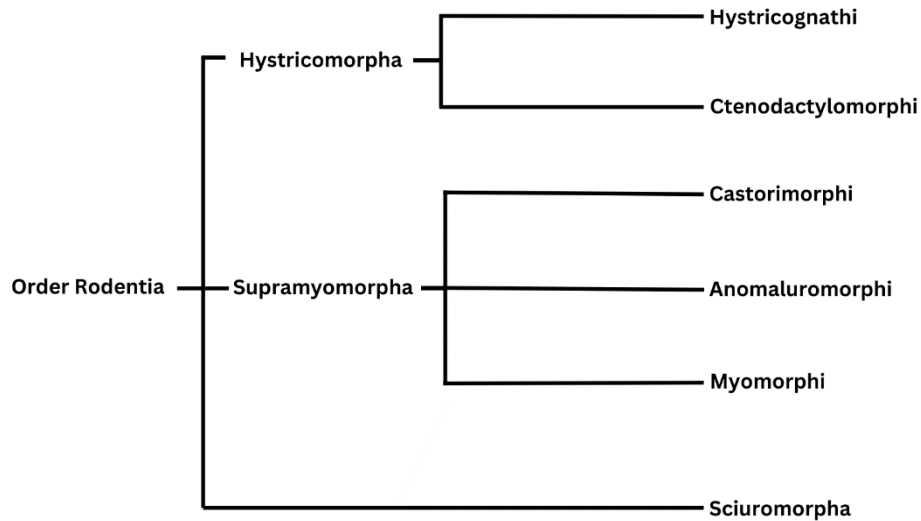 Hystricognathi
Hystricomorpha
Ctenodactylomorphi
Castorimorphi
Order Rodentia
Supramyomorpha
Anomaluromorphi
Myomorphi
Sciuromorpha